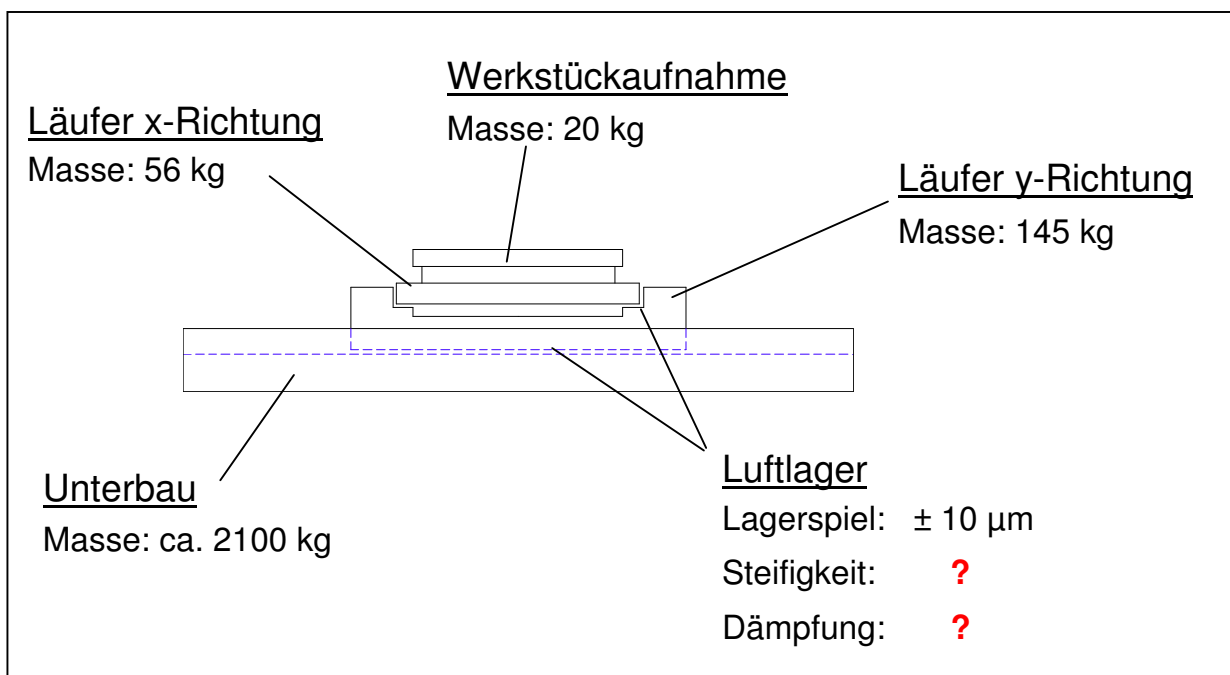 Werkstückaufnahme
Masse: 20 kg
Läufer x-Richtung
Masse: 56 kg
Läufer y-Richtung
Masse: 145 kg
Unterbau
Masse: ca. 2100 kg
Luftlager
Lagerspiel: ± 10 µm
Steifigkeit: ?
Dämpfung: ?